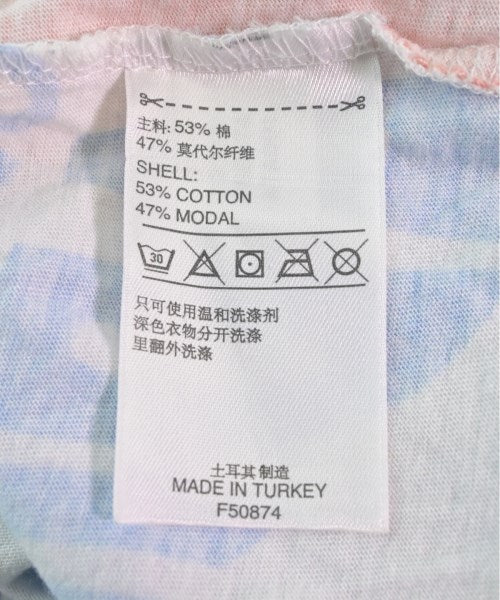 主料: 53% 棉
47% 莫代尔纤维
SHELL:
53% COTTON
47% MODAL
30
只可使用温和洗涤剂
深色衣物分开洗涤
里翻外洗涤
土耳其制造
MADE IN TURKEY
F50874